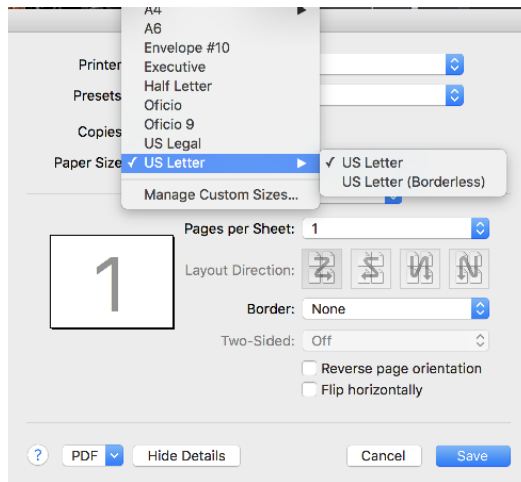 A4
A6
Envelope #10
Printer
Executive
Half Letter
Presets
Oficio
Oficio 9
Copies
US Legal
Paper Size ✓ US Letter
✓ US Letter
US Letter (Borderless)
Manage Custom Sizes...
Pages per Sheet: 1
1
Layout Direction:
Border: None
Two-Sided: Off
Reverse page orientation
Flip horizontally
? PDF Hide Details Cancel Save